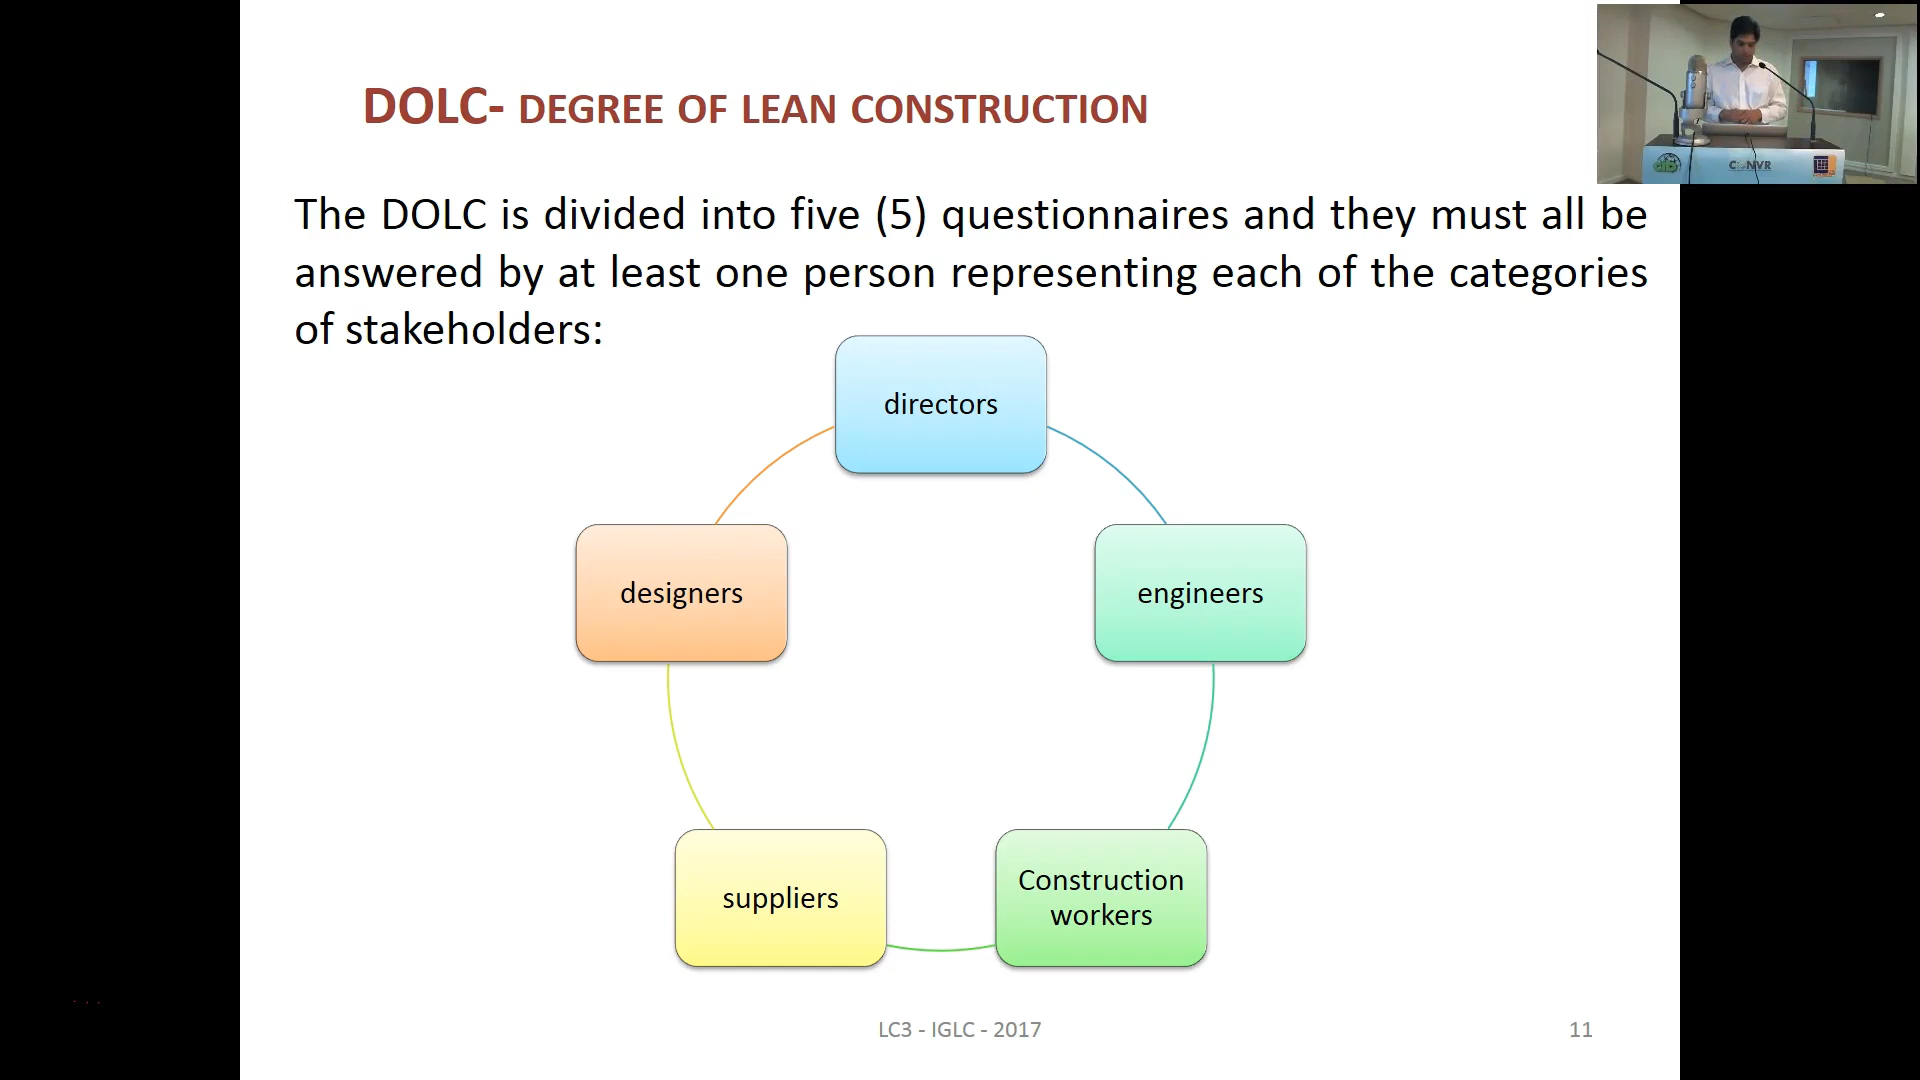 DOLC- DEGREE OF LEAN CONSTRUCTION
The DOLC is divided into five (5) questionnaires and they must all be
answered by at least one person representing each of the categories
of stakeholders:
directors
designers
engineers
suppliers
Construction
workers
LC3 - IGLC - 2017
11
CONVR